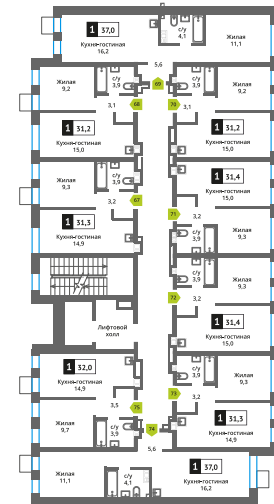 1 37,0
Кухня-гостиная
16,2
с/у
4,1
Жилая
11,1
5,6
69
Жилая
9,2
с/у
3,9
с/у
3,9
Жилая
9,2
3,1
68
70
3,1
1 31,2
Кухня-гостиная
15,0
1 31,2
Кухня-гостиная
15,0
Жилая
9,3
с/у
3,9
1 31,4
Кухня-гостиная
15,0
3,2
67
1 31,3
Кухня-гостиная
14,9
71
3,2
с/у
3,9
Жилая
9,3
с/у
3,9
Жилая
9,3
72
3,2
Лифтовой
холл
1 31,4
Кухня-гостиная
15,0
1 32,0
Кухня-гостиная
14,9
с/у
3,9
Жилая
9,3
3,5
75
73
3,2
Жилая
9,7
с/у
3,9
74
1 31,3
Кухня-гостиная
14,9
5,6
Жилая
11,1
с/у
4,1
1 37,0
Кухня-гостиная
16,2